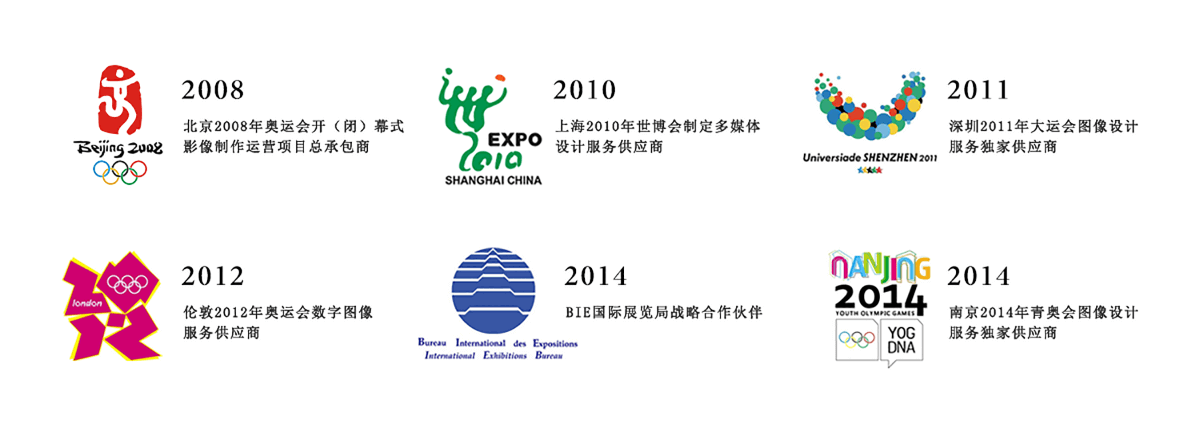 2008
北京2008年奥运会开（闭）幕式
影像制作运营项目总承包商
Beijing 2008
2010
上海2010年世博会制定多媒体
设计服务供应商
EXPO
2010
SHANGHAI CHINA
2011
深圳2011年大运会图像设计
服务独家供应商
Universiade SHENZHEN 2011
2012
伦敦2012年奥运会数字图像
服务供应商
london
2014
BIE国际展览局战略合作伙伴
Bureau International des Expositions
International Exhibitions Bureau
2014
南京2014年青奥会图像设计
服务独家供应商
NANJING
2014
YOUTH OLYMPIC GAMES
YOG
DNA